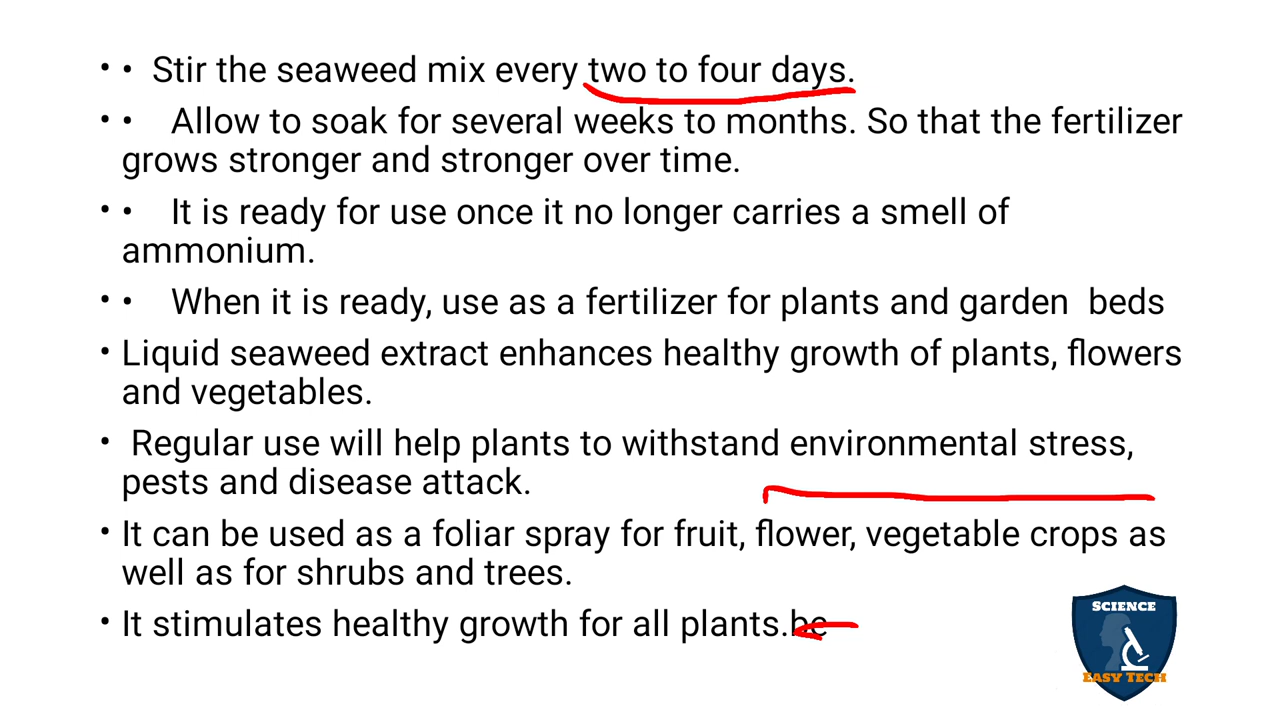 • • Stir the seaweed mix every two to four days.
• • Allow to soak for several weeks to months. So that the fertilizer
grows stronger and stronger over time.
• • It is ready for use once it no longer carries a smell of
ammonium.
• • When it is ready, use as a fertilizer for plants and garden beds
• Liquid seaweed extract enhances healthy growth of plants, flowers
and vegetables.
• Regular use will help plants to withstand environmental stress,
pests and disease attack.
• It can be used as a foliar spray for fruit, flower, vegetable crops as
well as for shrubs and trees.
• It stimulates healthy growth for all plants.be
SCIENCE
EASY TECH